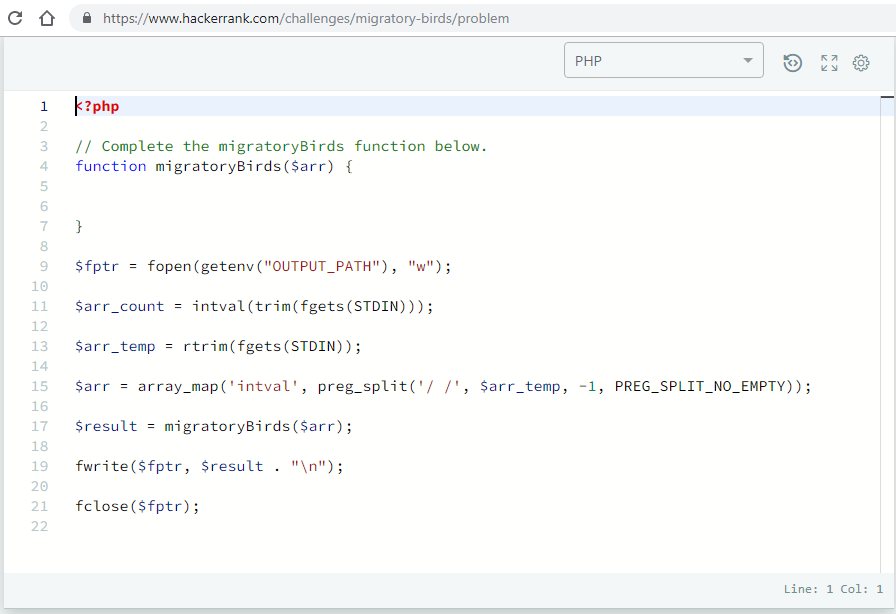 https://www.hackerrank.com/challenges/migratory-birds/problem
PHP
1 <?php
2
3 // Complete the migratoryBirds function below.
4 function migratoryBirds($arr) {
5
6
7 }
8
9 $fptr = fopen(getenv("OUTPUT_PATH"), "w");
10
11 $arr_count = intval(trim(fgets(STDIN)));
12
13 $arr_temp = rtrim(fgets(STDIN));
14
15 $arr = array_map('intval', preg_split('/ /', $arr_temp, -1, PREG_SPLIT_NO_EMPTY));
16
17 $result = migratoryBirds($arr);
18
19 fwrite($fptr, $result . "\n");
20
21 fclose($fptr);
22
Line: 1 Col: 1